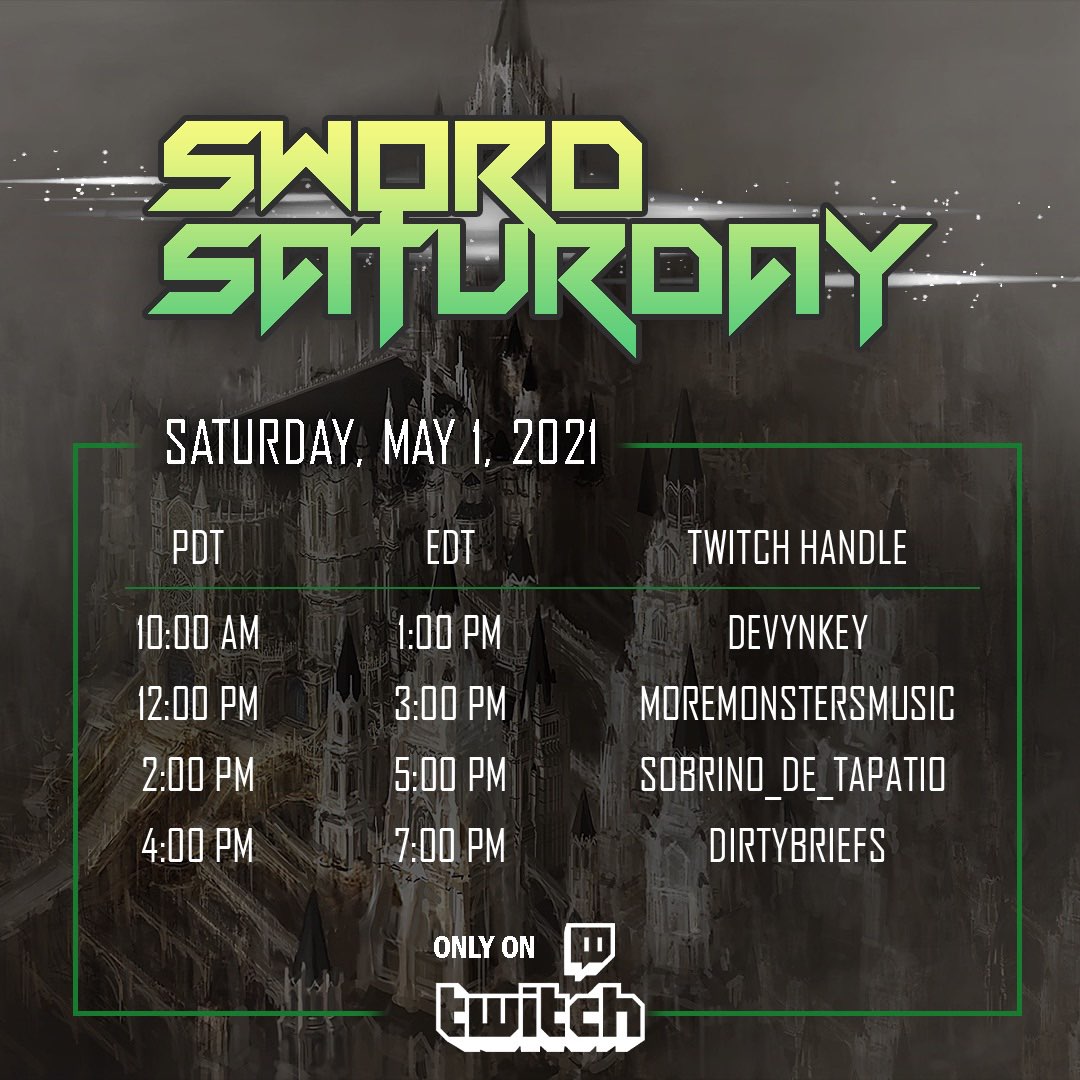 SWORD
SATURDAY
SATURDAY, MAY 1, 2021
PDT EDT TWITCH HANDLE
10:00 AM 1:00 PM DEVYNKEY
12:00 PM 3:00 PM MOREMONSTERSMUSIC
2:00 PM 5:00 PM SOBRINO_DE_TAPATIO
4:00 PM 7:00 PM DIRTYBRIEFS
ONLY ON
twitch